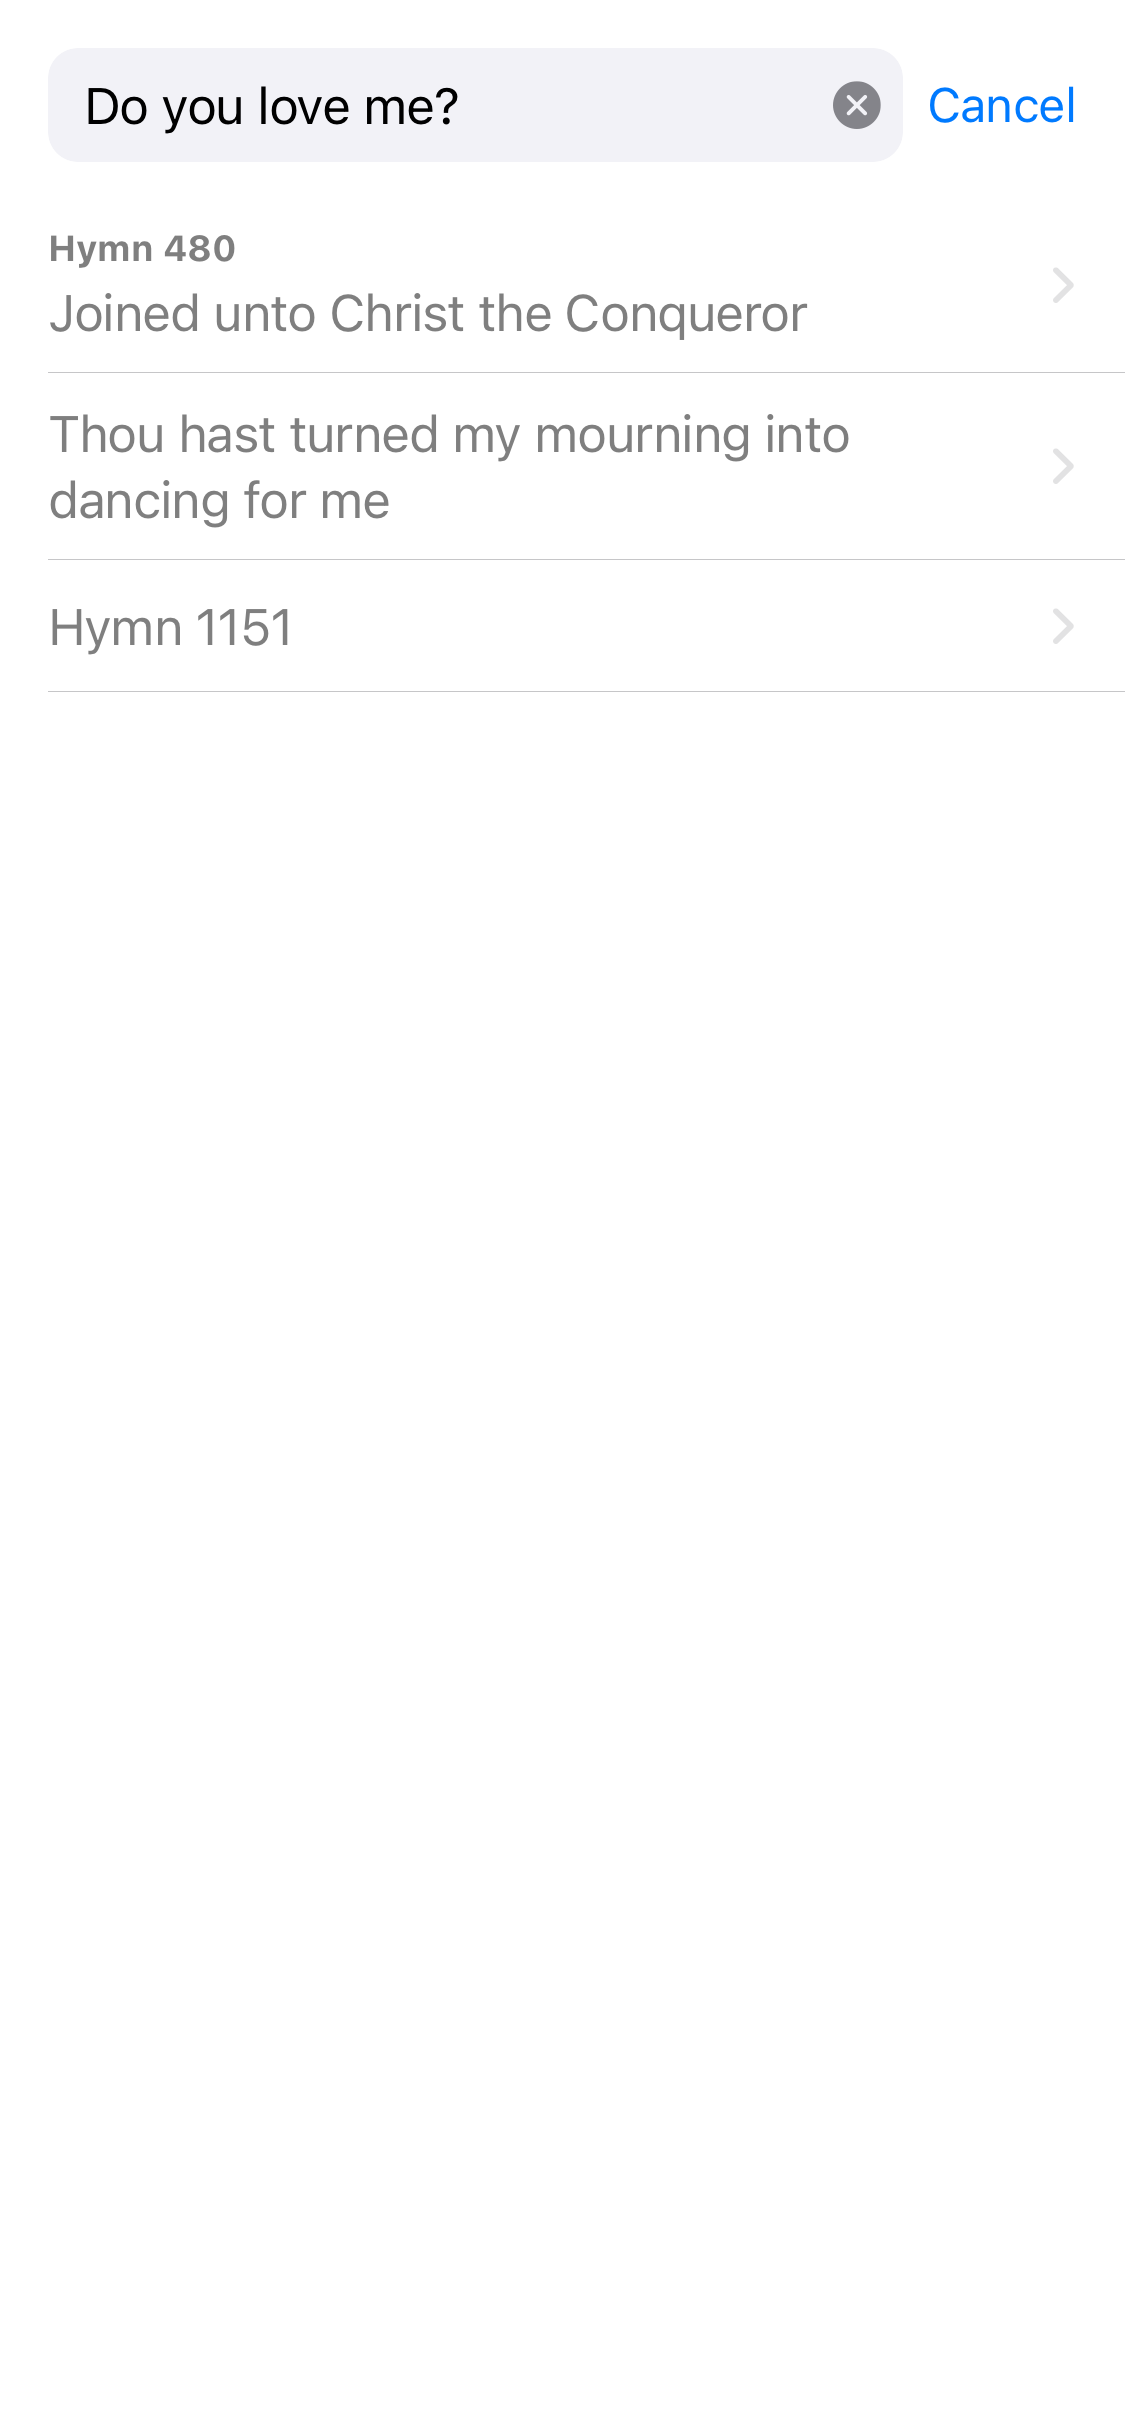 Do you love me?
Cancel
Hymn 480
Joined unto Christ the Conqueror
Thou hast turned my mourning into
dancing for me
Hymn 1151